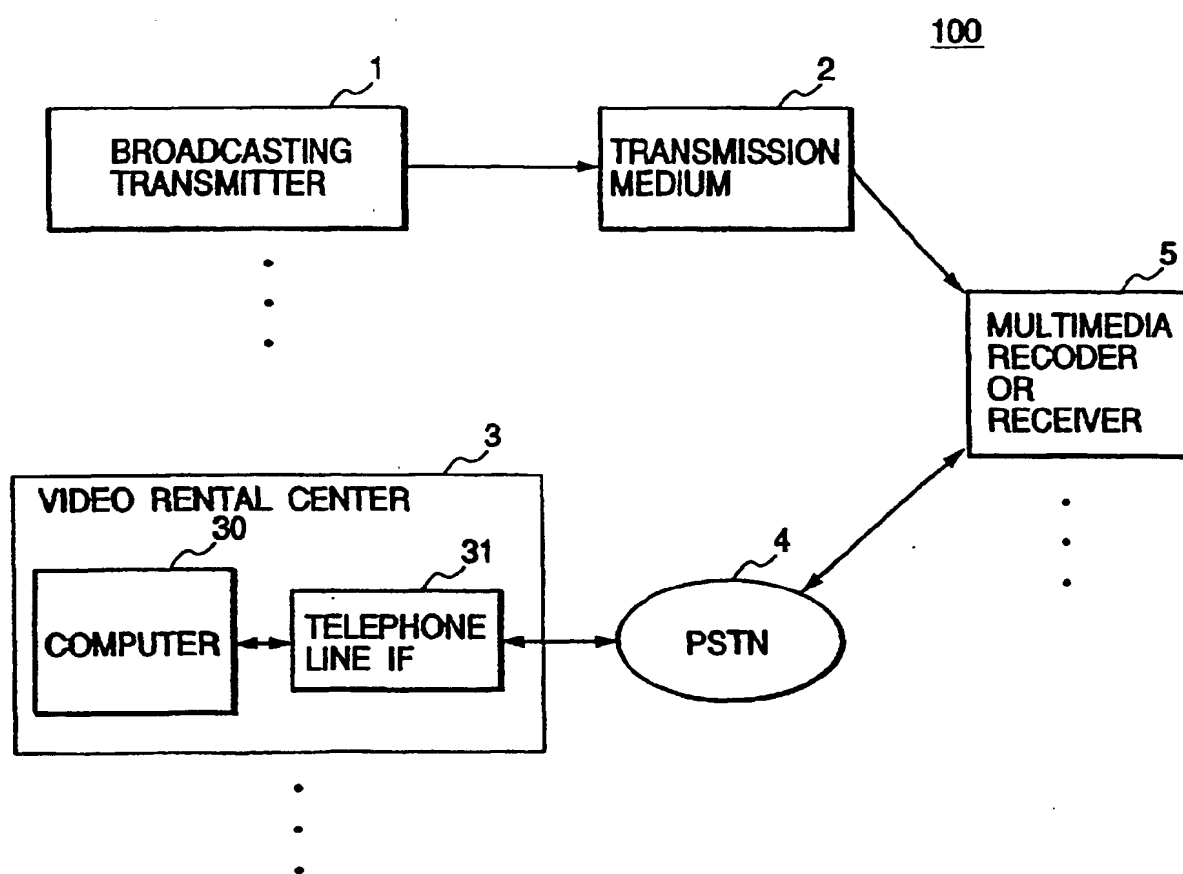 100
1
BROADCASTING
TRANSMITTER
2
TRANSMISSION
MEDIUM
5
MULTIMEDIA
RECODER
OR
RECEIVER
3
VIDEO RENTAL CENTER
30
COMPUTER
31
TELEPHONE
LINE IF
4
PSTN